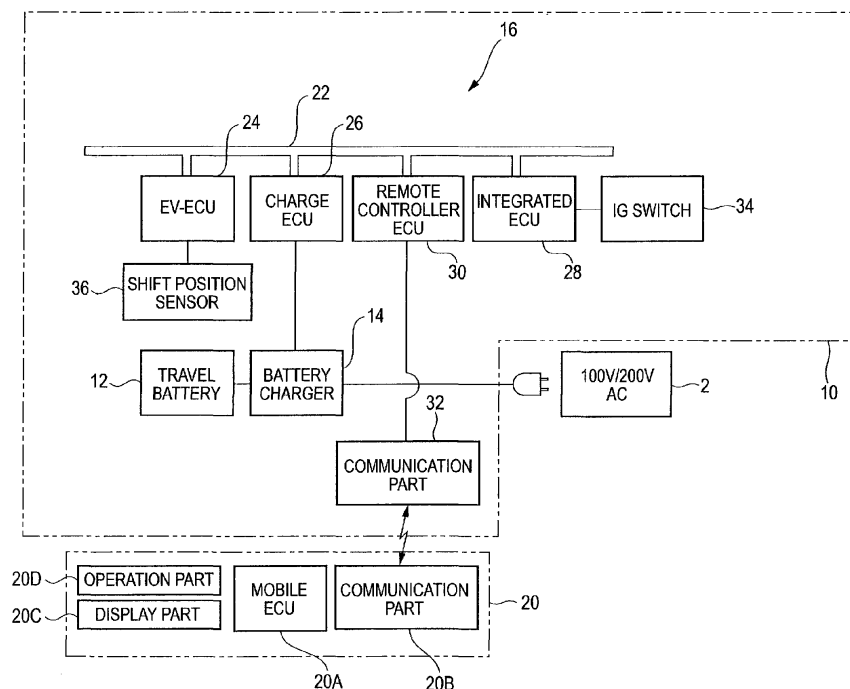 16
22
24
26
EV-ECU
CHARGE
ECU
REMOTE
CONTROLLER
ECU
INTEGRATED
ECU
IG SWITCH
34
30
28
36
SHIFT POSITION
SENSOR
14
12
TRAVEL
BATTERY
BATTERY
CHARGER
100V/200V
AC
2
10
32
COMMUNICATION
PART
20D
OPERATION PART
20C
DISPLAY PART
MOBILE
ECU
COMMUNICATION
PART
20
20A
20B